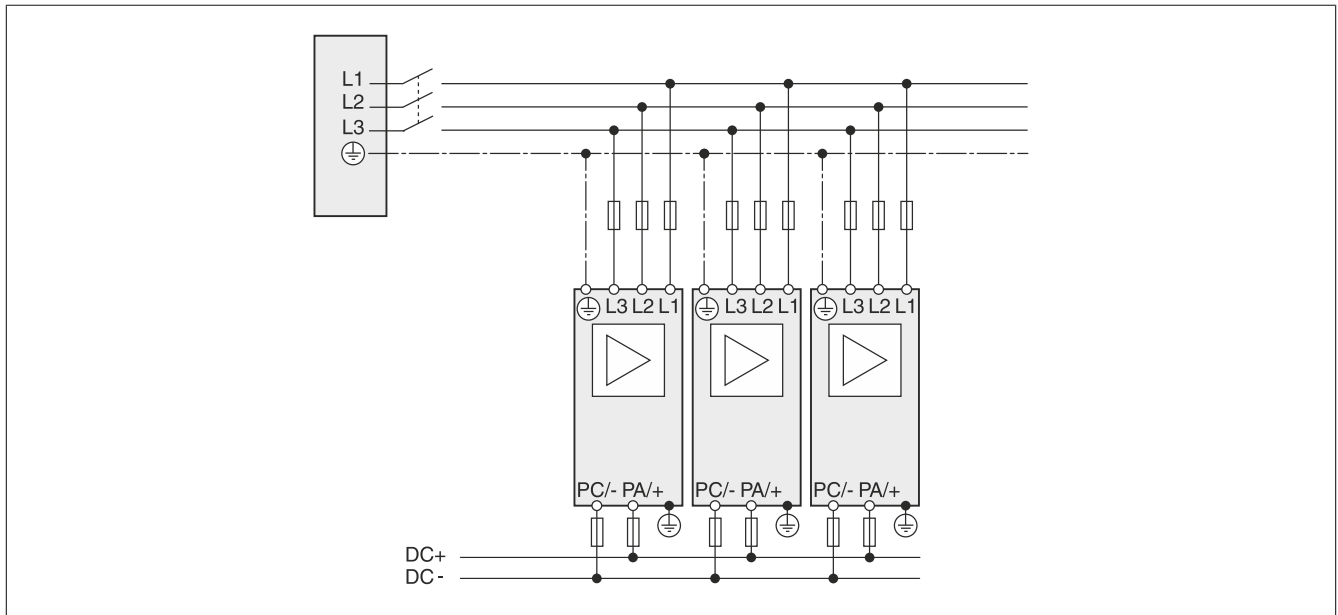 L1
L2
L3
L3 L2 L1 L3 L2 L1 L3 L2 L1
PC/- PA/+ PC/- PA/+ PC/- PA/+
DC+
DC-